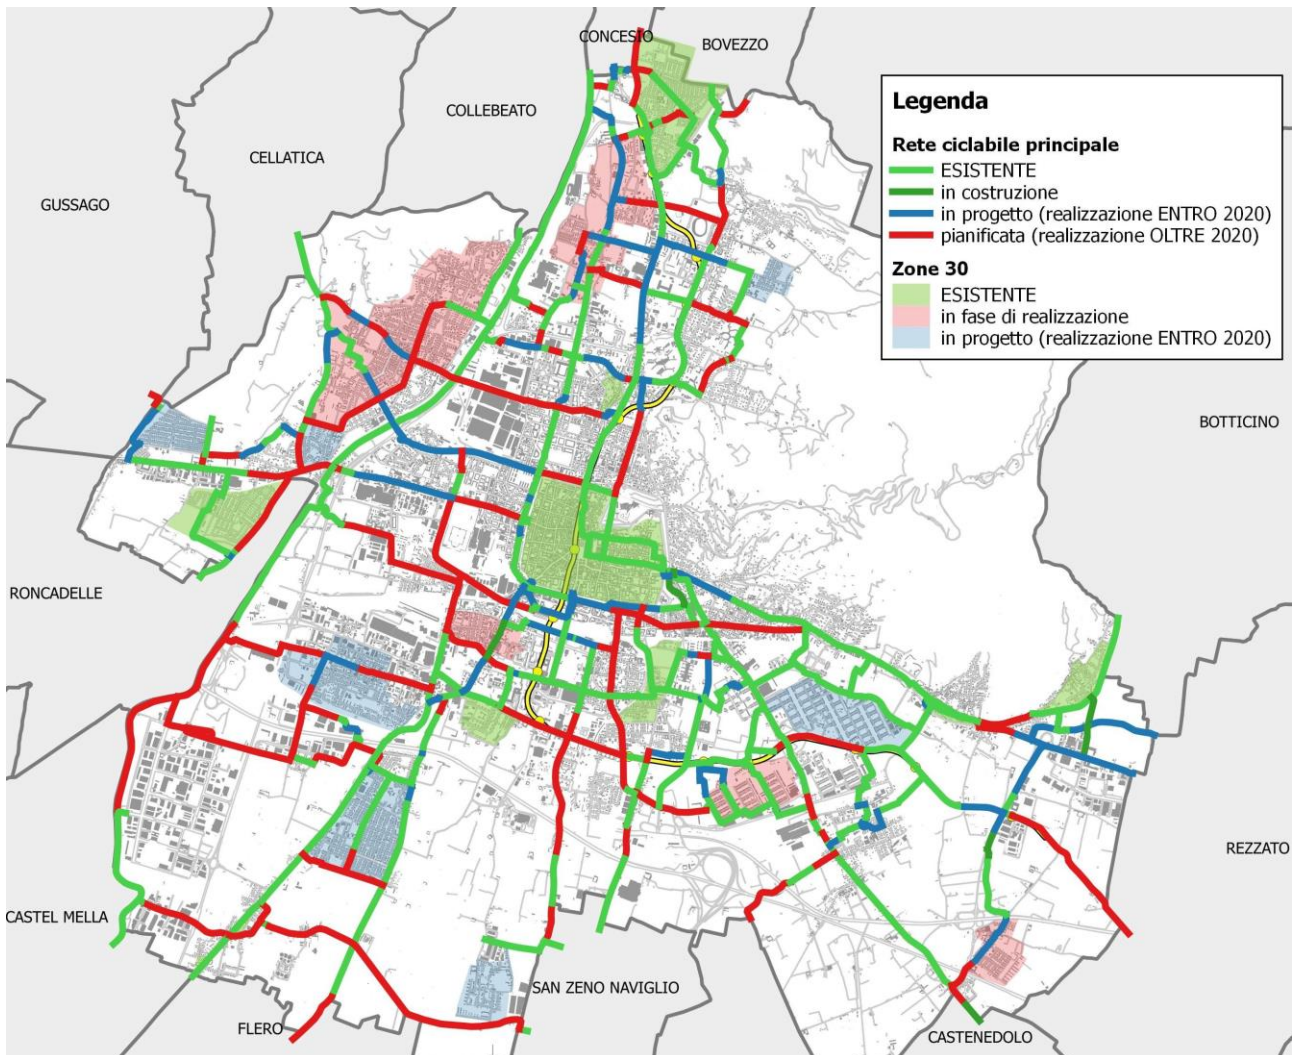 CONCESIO
BOVEZZO
COLLEBEATO
CELLATICA
GUSSAGO
Legenda
Rete ciclabile principale
ESISTENTE
in costruzione
in progetto (realizzazione ENTRO 2020)
pianificata (realizzazione OLTRE 2020)
Zone 30
ESISTENTE
in fase di realizzazione
in progetto (realizzazione ENTRO 2020)
BOTTICINO
RONCADELLE
REZZATO
CASTEL MELLA
SAN ZENO NAVIGLIO
FLERO
CASTENEDOLO